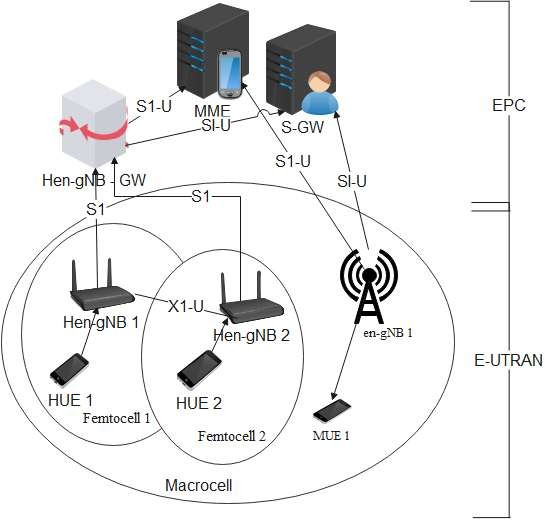 S1-U
MME
SI-U
S-GW
EPC
Hen-gNB - GW
S1-U
SI-U
S1
S1
X1-U
Hen-gNB 1
Hen-gNB 2
en-gNB 1
E-UTRAN
HUE 1
HUE 2
Femtocell 1
Femtocell 2
MUE 1
Macrocell